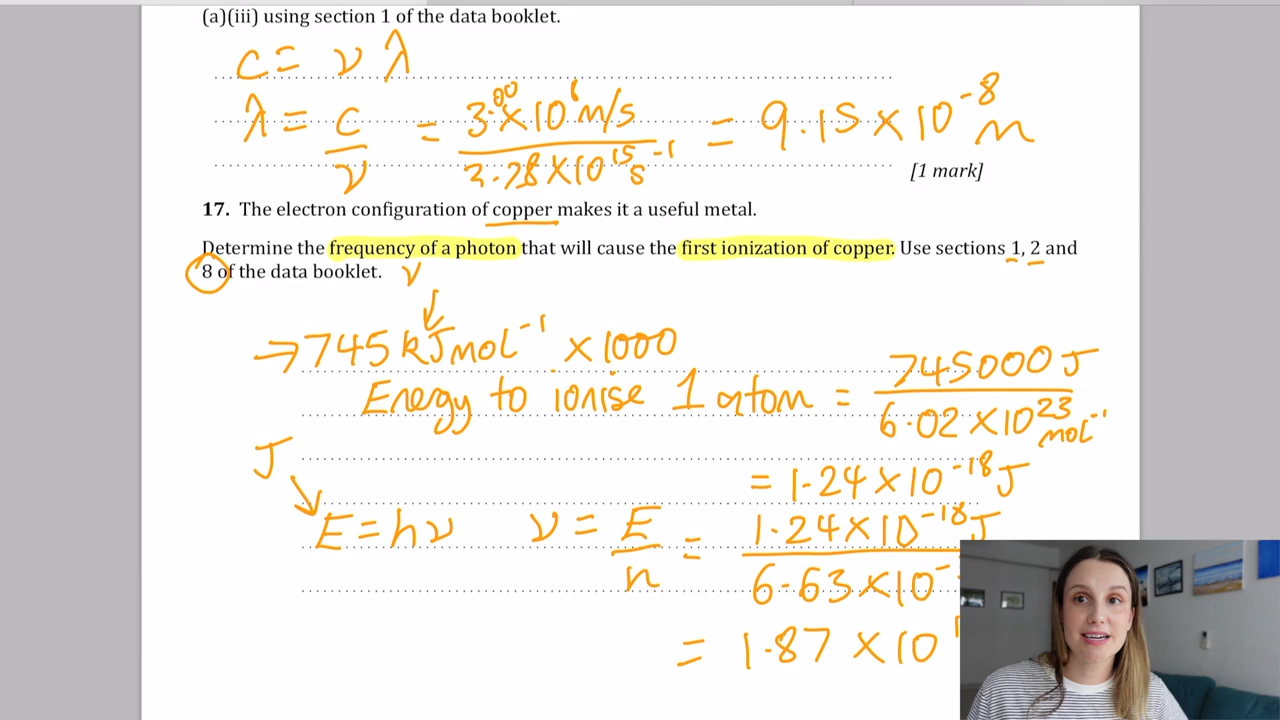 (a)(iii) using section 1 of the data booklet.
c = ν λ
λ = c/ν = 3.00 × 10⁸ m/s / 3.28 × 10¹⁵ s⁻¹ = 9.15 × 10⁻⁸ m
[1 mark]
17. The electron configuration of copper makes it a useful metal.
Determine the frequency of a photon that will cause the first ionization of copper. Use sections 1, 2 and
8 of the data booklet.
ν
→ 745 kJ mol⁻¹ × 1000
Energy to ionise 1 atom = 745000 J / 6.02 × 10²³ mol⁻¹
J
= 1.24 × 10⁻¹⁸ J
E = hν ν = E/h = 1.24 × 10⁻¹⁸ J / 6.63 × 10⁻
= 1.87 × 10